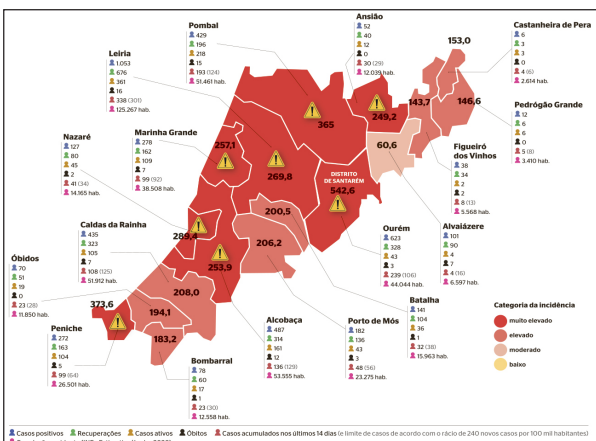 Ansião
52
40
12
0
30 (29)
12.039 hab.
Castanheira de Pera
6
3
3
0
4 (6)
2.614 hab.
Pombal
429
196
218
15
193 (124)
51.461 hab.
Leiria
1.053
676
361
16
338 (301)
125.267 hab.
Pedrógão Grande
12
6
6
0
5 (8)
3.410 hab.
Nazaré
127
80
45
2
41 (34)
14.165 hab.
Marinha Grande
278
162
109
7
99 (92)
38.508 hab.
Figueiró
dos Vinhos
38
34
2
2
8 (13)
5.568 hab.
153,0
146,6
143,7
249,2
365
60,6
257,1
269,8
DISTRITO
DE SANTARÉM
542,6
200,5
206,2
289,4
253,9
208,0
194,1
183,2
373,6
Caldas da Rainha
435
323
105
7
108 (125)
51.912 hab.
Óbidos
70
51
19
0
23 (28)
11.850 hab.
Peniche
272
163
104
5
99 (64)
26.501 hab.
Bombarral
78
60
17
1
23 (30)
12.558 hab.
Alcobaça
487
314
161
12
136 (129)
53.555 hab.
Porto de Mós
182
136
43
3
48 (56)
23.275 hab.
Ourém
623
328
43
3
239 (106)
44.044 hab.
Batalha
141
104
36
1
32 (38)
15.963 hab.
Alvaiázere
101
90
4
7
4 (16)
6.597 hab.
Categoria da incidência
muito elevado
elevado
moderado
baixo
Casos positivos Recuperações Casos ativos Óbitos Casos acumulados nos últimos 14 dias (e limite de casos de acordo com o rácio de 240 novos casos por 100 mil habitantes)